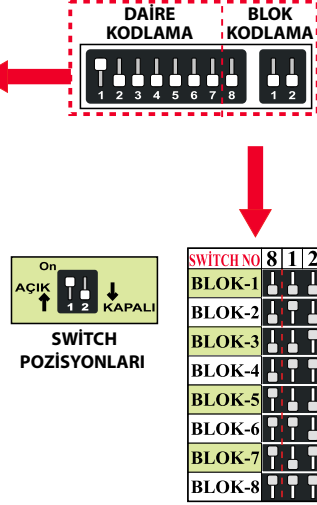 DAİRE KODLAMA
BLOK KODLAMA
1 2 3 4 5 6 7 8
1 2
On
AÇIK
1 2
KAPALI
SWİTCH
POZİSYONLARI
SWİTCH NO 8 1 2
BLOK-1
BLOK-2
BLOK-3
BLOK-4
BLOK-5
BLOK-6
BLOK-7
BLOK-8